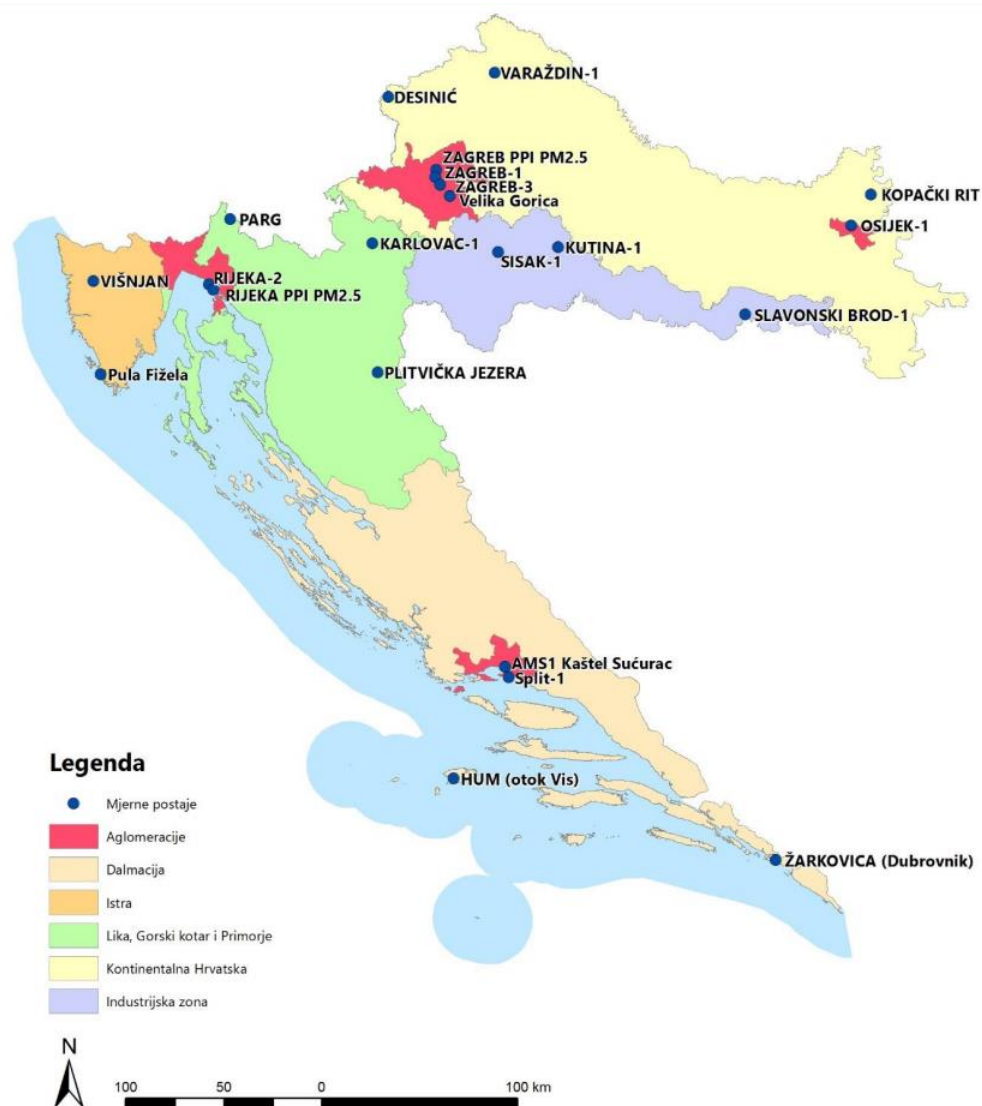 VARAŽDIN-1
DESINIĆ
ZAGREB PPI PM2.5
ZAGREB-1
ZAGREB-3
Velika Gorica
KOPAČKI RIT
OSIJEK-1
PARG
KARLOVAC-1
KUTINA-1
SISAK-1
VIŠNJAN
RIJEKA-2
RIJEKA PPI PM2.5
SLAVONSKI BROD-1
Pula Fižela
PLITVIČKA JEZERA
AMS1 Kaštel Sućurac
Split-1
HUM (otok Vis)
ŽARKOVICA (Dubrovnik)
Legenda
Mjerne postaje
Aglomeracije
Dalmacija
Istra
Lika, Gorski kotar i Primorje
Kontinentalna Hrvatska
Industrijska zona
N
100 50 0 100 km